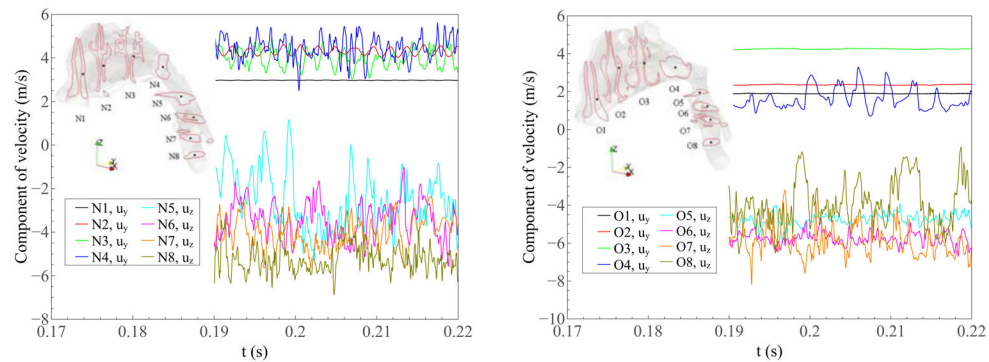 Component of velocity (m/s)
6
4
2
0
−2
−4
−6
−8
0.17
0.18
0.19
0.2
0.21
0.22
t (s)
N1
N2
N3
N4
N5
N6
N7
N8
Z
N1, uy N5, uz
N2, uy N6, uz
N3, uy N7, uz
N4, uy N8, uz
Component of velocity (m/s)
6
4
2
0
−2
−4
−6
−8
−10
0.17
0.18
0.19
0.2
0.21
0.22
t (s)
O1
O2
O3
O4
O5
O6
O7
O8
Z
O1, uy O5, uz
O2, uy O6, uz
O3, uy O7, uz
O4, uy O8, uz